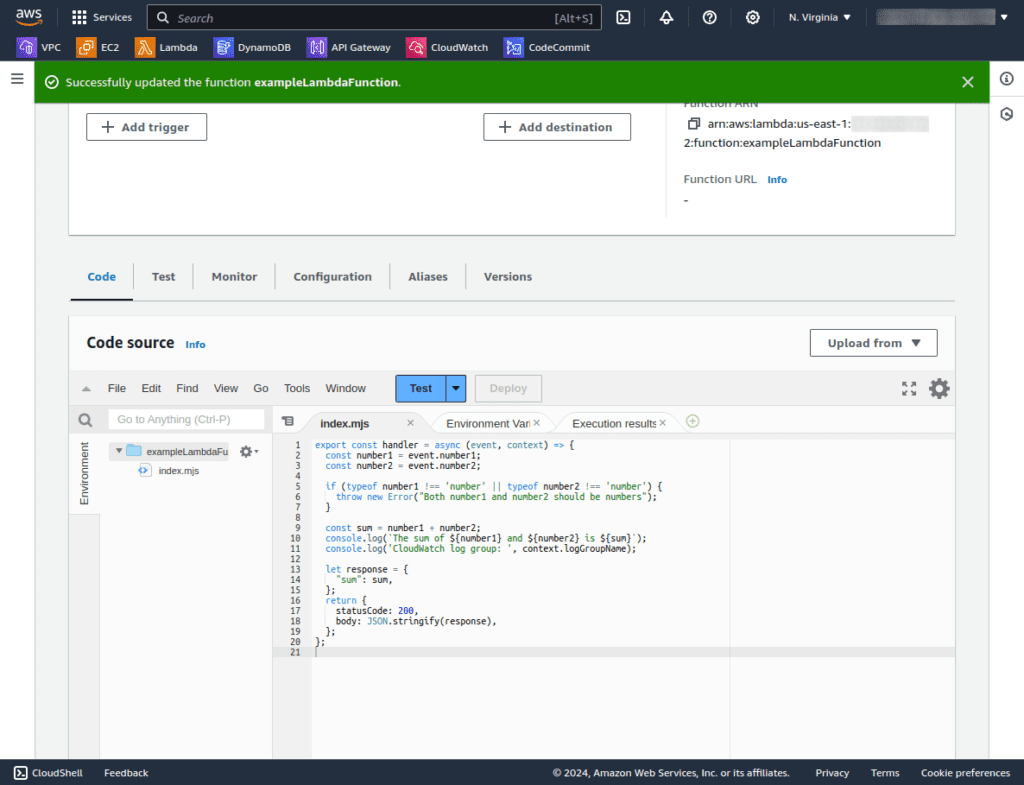 aws Services Search [Alt+S] N. Virginia
VPC EC2 Lambda DynamoDB API Gateway CloudWatch CodeCommit
Successfully updated the function exampleLambdaFunction.
Function ARN
Add trigger Add destination
arn:aws:lambda:us-east-1:
2:function:exampleLambdaFunction
Function URL Info
-
Code Test Monitor Configuration Aliases Versions
Code source Info Upload from
File Edit Find View Go Tools Window Test Deploy
Go to Anything (Ctrl-P) index.mjs Environment Vari Execution results
Environment
exampleLambdaFu
index.mjs
1 export const handler = async (event, context) => {
2 const number1 = event.number1;
3 const number2 = event.number2;
4
5 if (typeof number1 !== 'number' || typeof number2 !== 'number') {
6 throw new Error("Both number1 and number2 should be numbers");
7 }
8
9 const sum = number1 + number2;
10 console.log(`The sum of ${number1} and ${number2} is ${sum}`);
11 console.log('CloudWatch log group: ', context.logGroupName);
12
13 let response = {
14 "sum": sum,
15 };
16 return {
17 statusCode: 200,
18 body: JSON.stringify(response),
19 };
20 };
21
CloudShell Feedback © 2024, Amazon Web Services, Inc. or its affiliates. Privacy Terms Cookie preferences